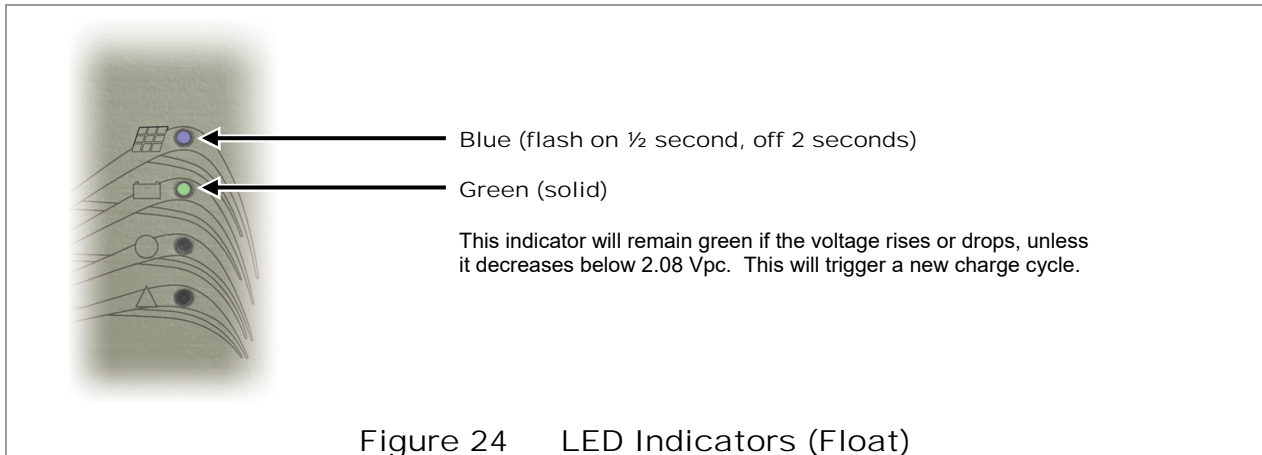 Blue (flash on ½ second, off 2 seconds)
Green (solid)
This indicator will remain green if the voltage rises or drops, unless
it decreases below 2.08 Vpc.  This will trigger a new charge cycle.
Figure 24 LED Indicators (Float)